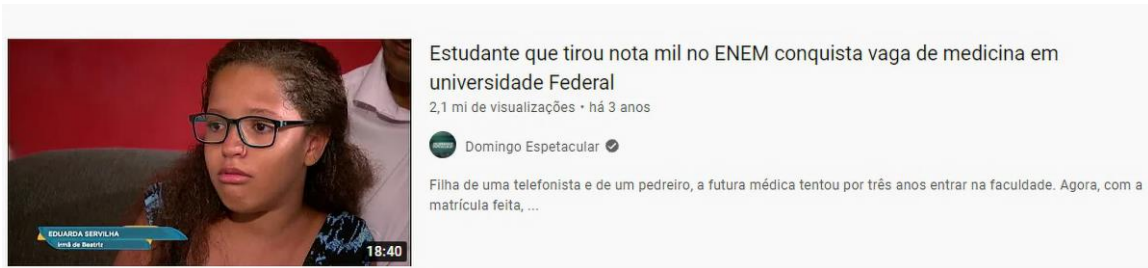 Estudante que tirou nota mil no ENEM conquista vaga de medicina em
universidade Federal
2,1 mi de visualizações • há 3 anos
Domingo Espetacular
Filha de uma telefonista e de um pedreiro, a futura médica tentou por três anos entrar na faculdade. Agora, com a
matrícula feita, ...
EDUARDA SERVILHA
Irmã de Beatriz
18:40